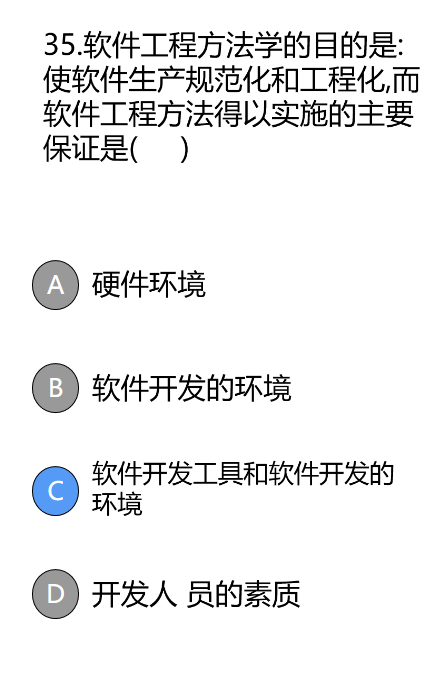 35.软件工程方法学的目的是:
使软件生产规范化和工程化,而
软件工程方法得以实施的主要
保证是( )
A 硬件环境
B 软件开发的环境
C 软件开发工具和软件开发的
环境
D 开发人 员的素质